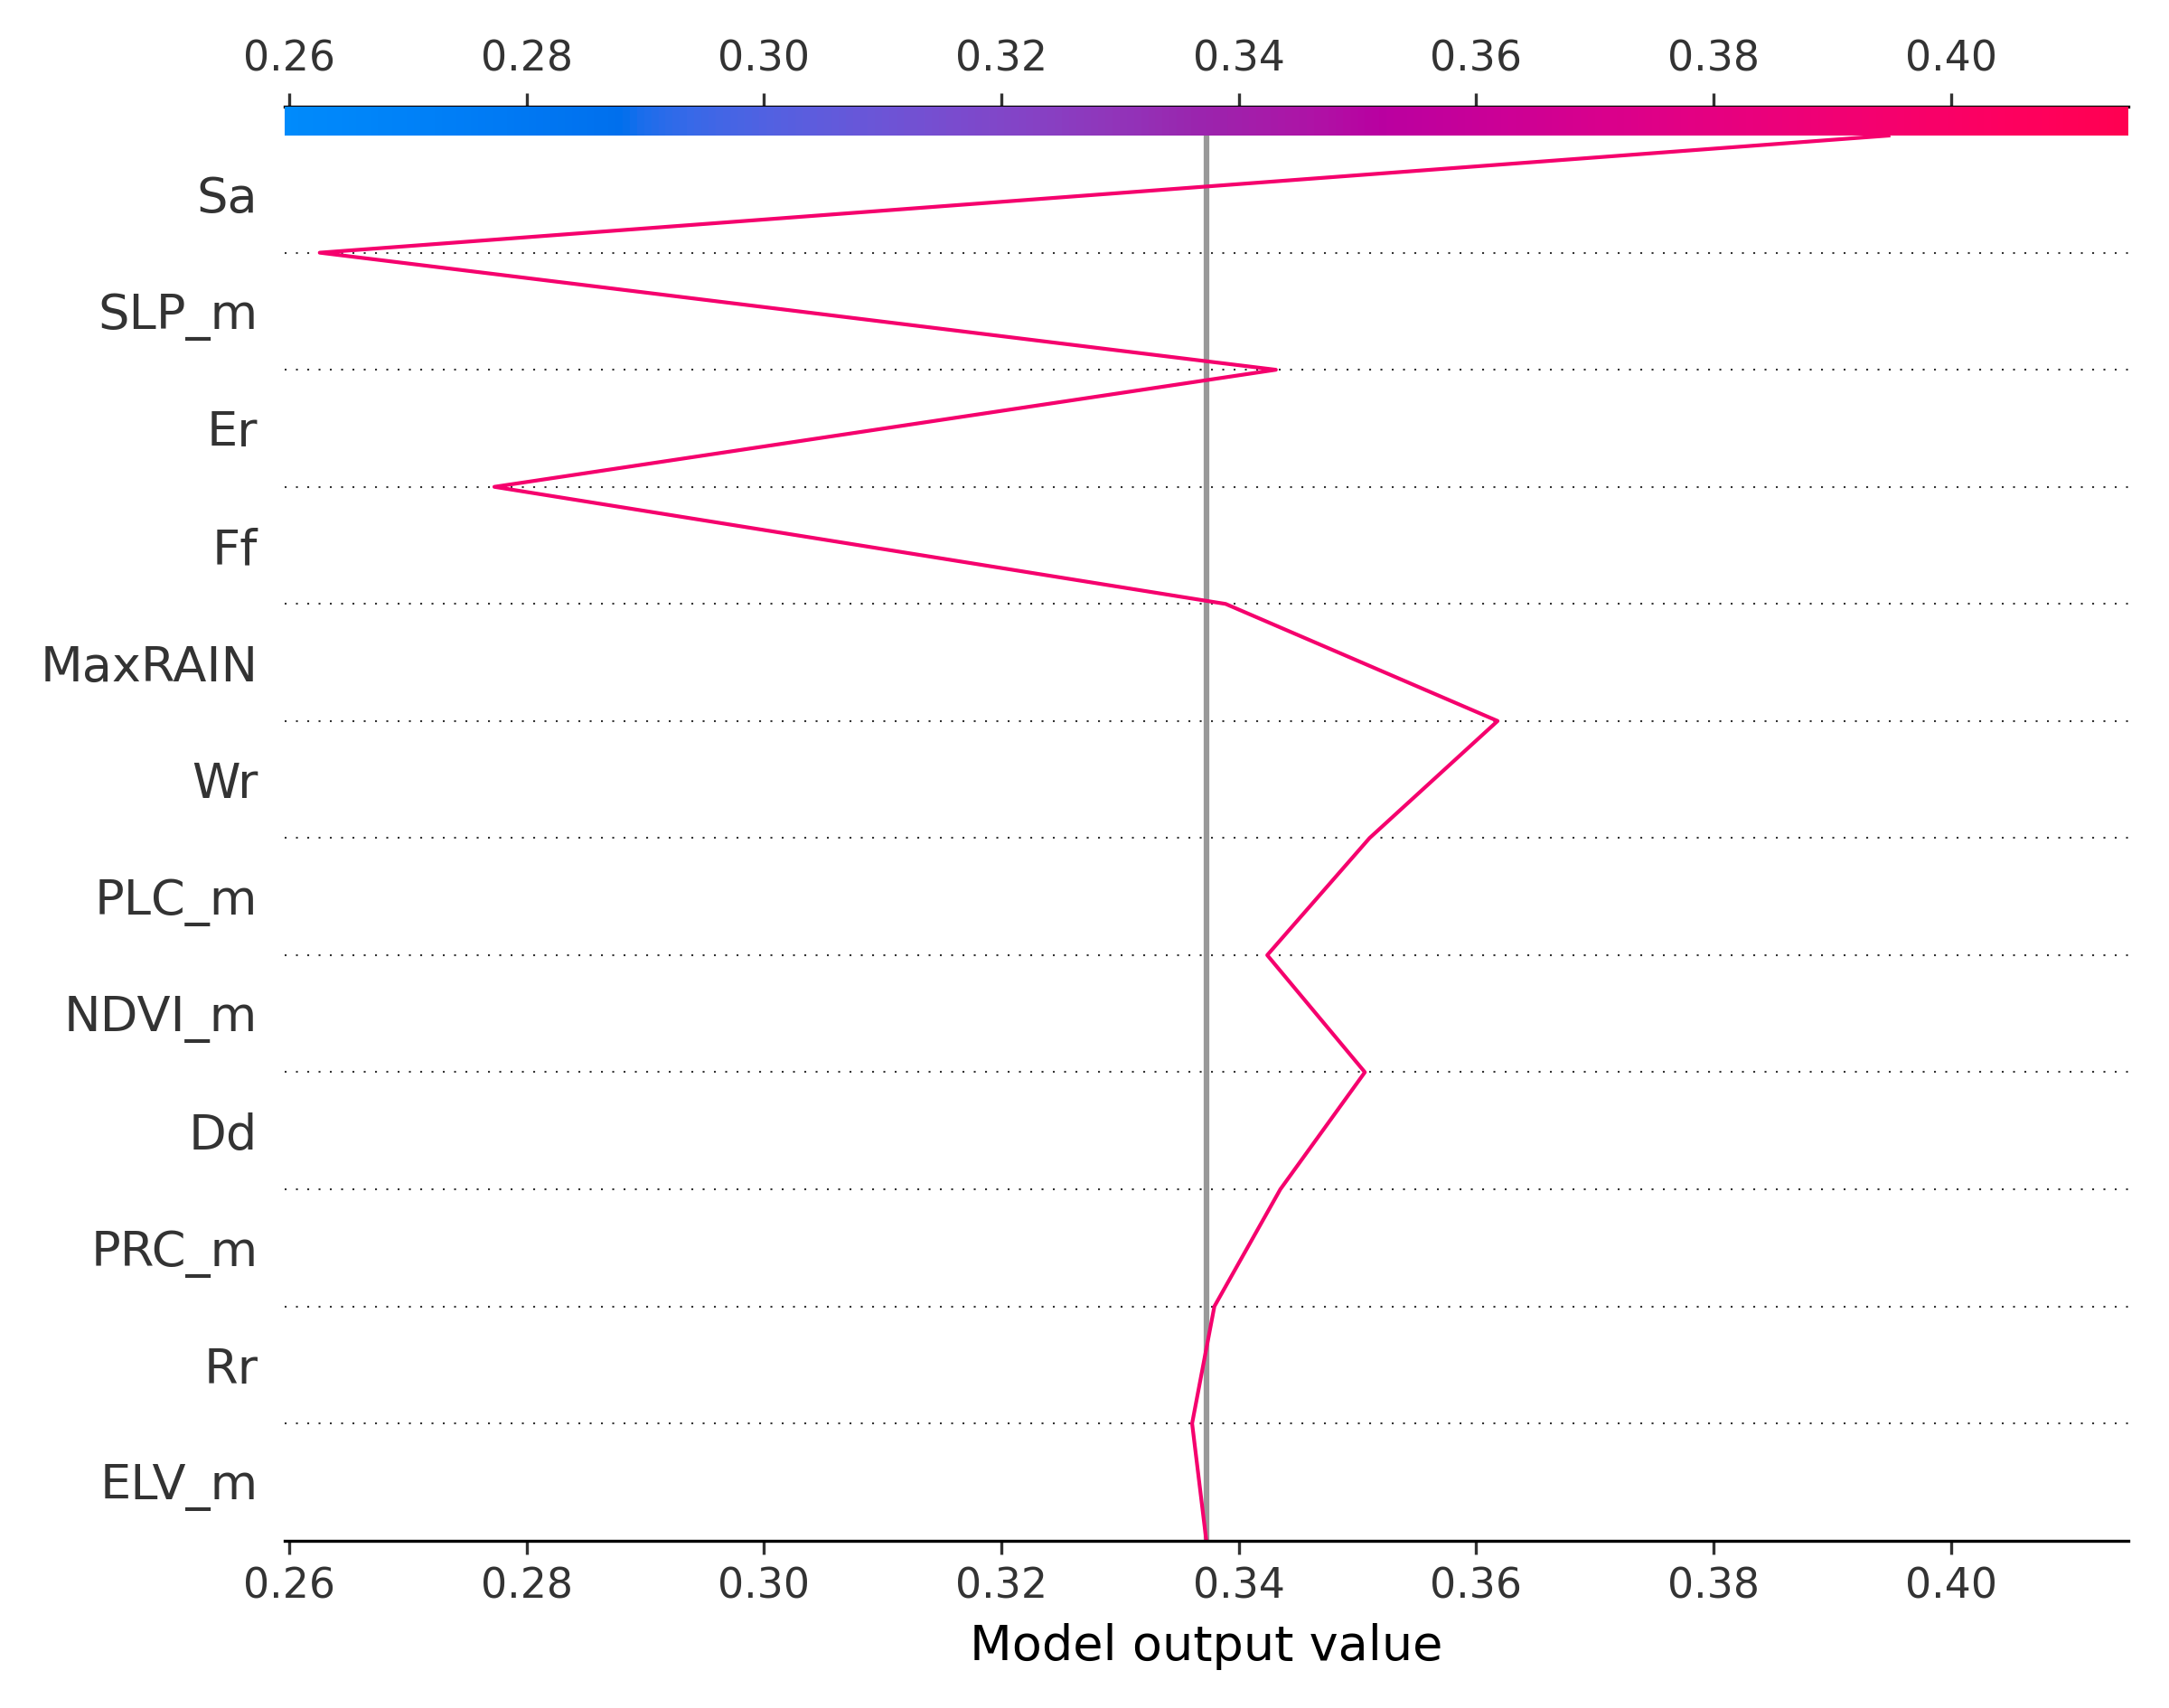 0.26 0.28 0.30 0.32 0.34 0.36 0.38 0.40
Sa
SLP_m
Er
Ff
MaxRAIN
Wr
PLC_m
NDVI_m
Dd
PRC_m
Rr
ELV_m
0.26 0.28 0.30 0.32 0.34 0.36 0.38 0.40
Model output value